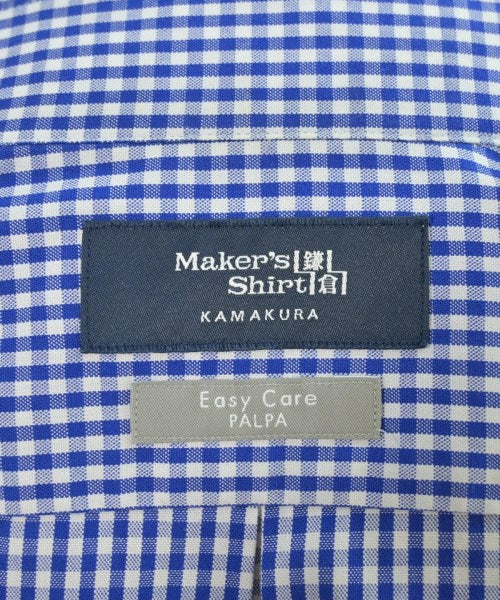 Maker's 鎌
Shirt 倉
KAMAKURA
Easy Care
PALPA